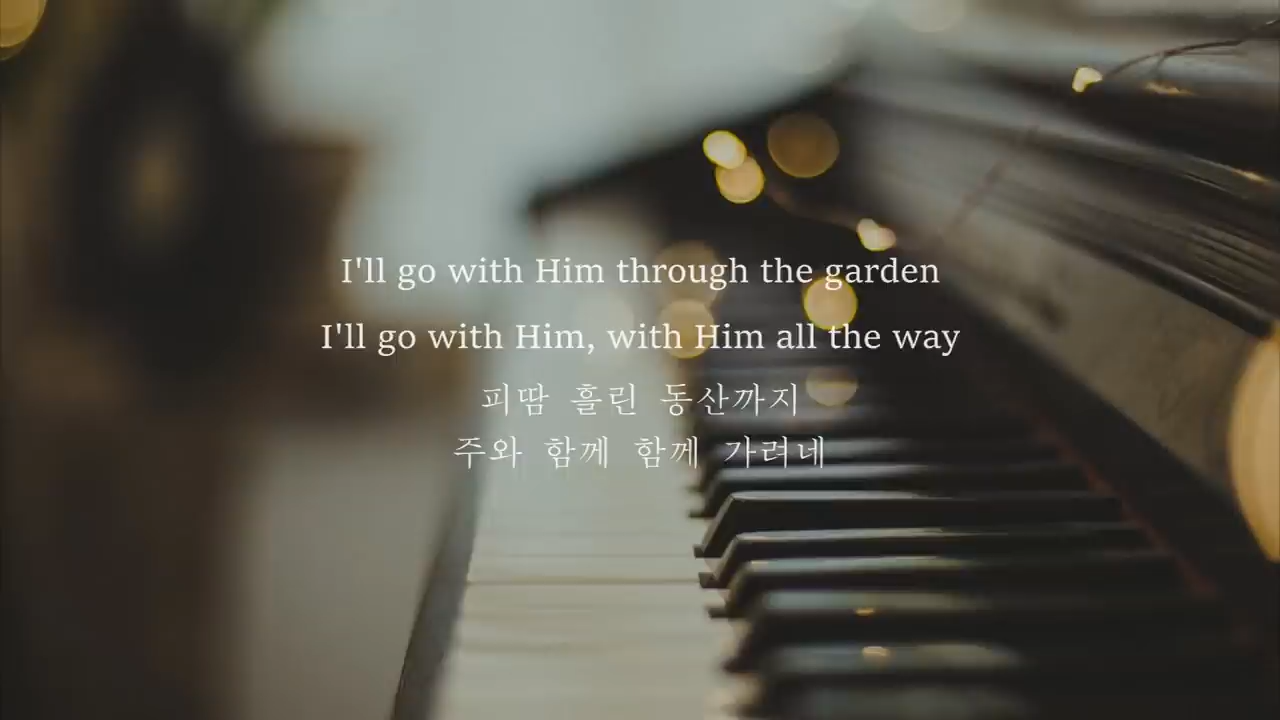 I'll go with Him through the garden
I'll go with Him, with Him all the way
피땀 흘린 동산까지
주와 함께 함께 가려네